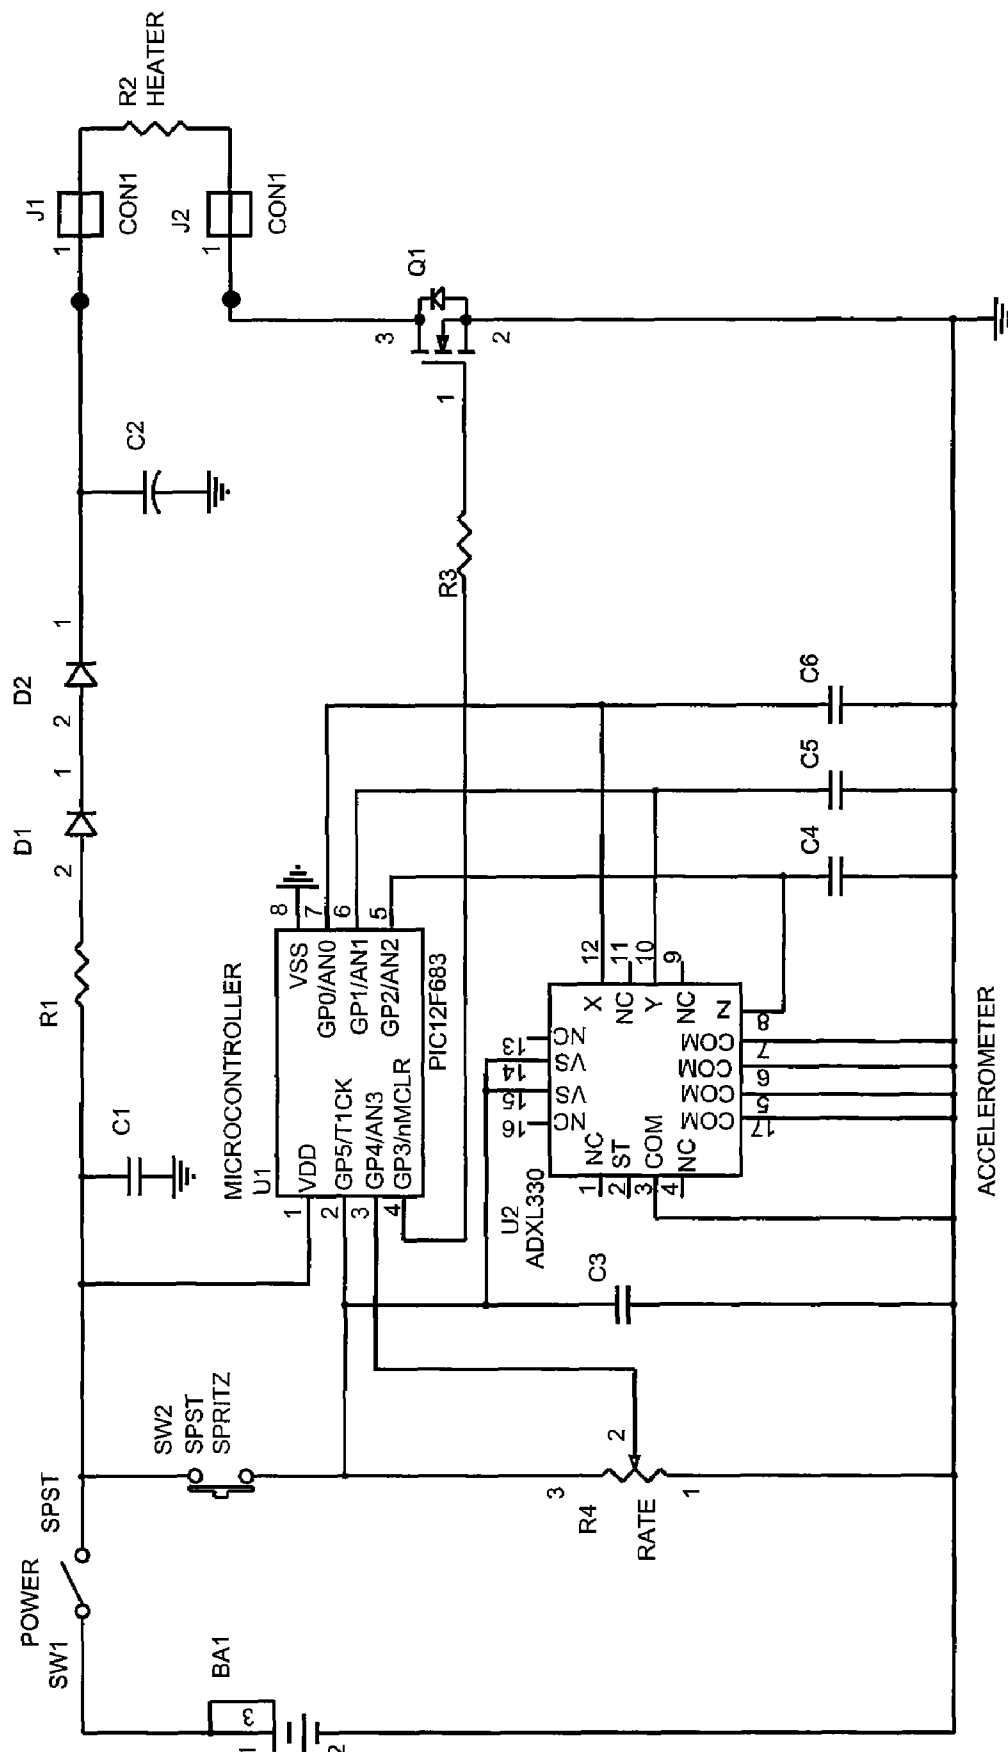 POWER
SW1
SPST
BA1
1
3
2
SW2
SPST
SPRITZ
3
R4
RATE
2
1
C1
MICROCONTROLLER
U1
VDD
GP5/T1CK
GP4/AN3
GP3/nMCLR
1
2
3
4
VSS
GP0/AN0
GP1/AN1
GP2/AN2
8
7
6
5
PIC12F683
C3
U2
ADXL330
1
2
3
4
NC
ST
COM
NC
16
15
14
13
NC
VS
VS
NC
12
11
10
9
X
NC
Y
NC
17
5
6
7
8
COM
COM
COM
COM
Z
ACCELEROMETER
R1
D1
2
1
D2
2
1
C4
C5
C6
C2
R3
Q1
1
3
2
J1
1
CON1
J2
1
CON1
R2
HEATER